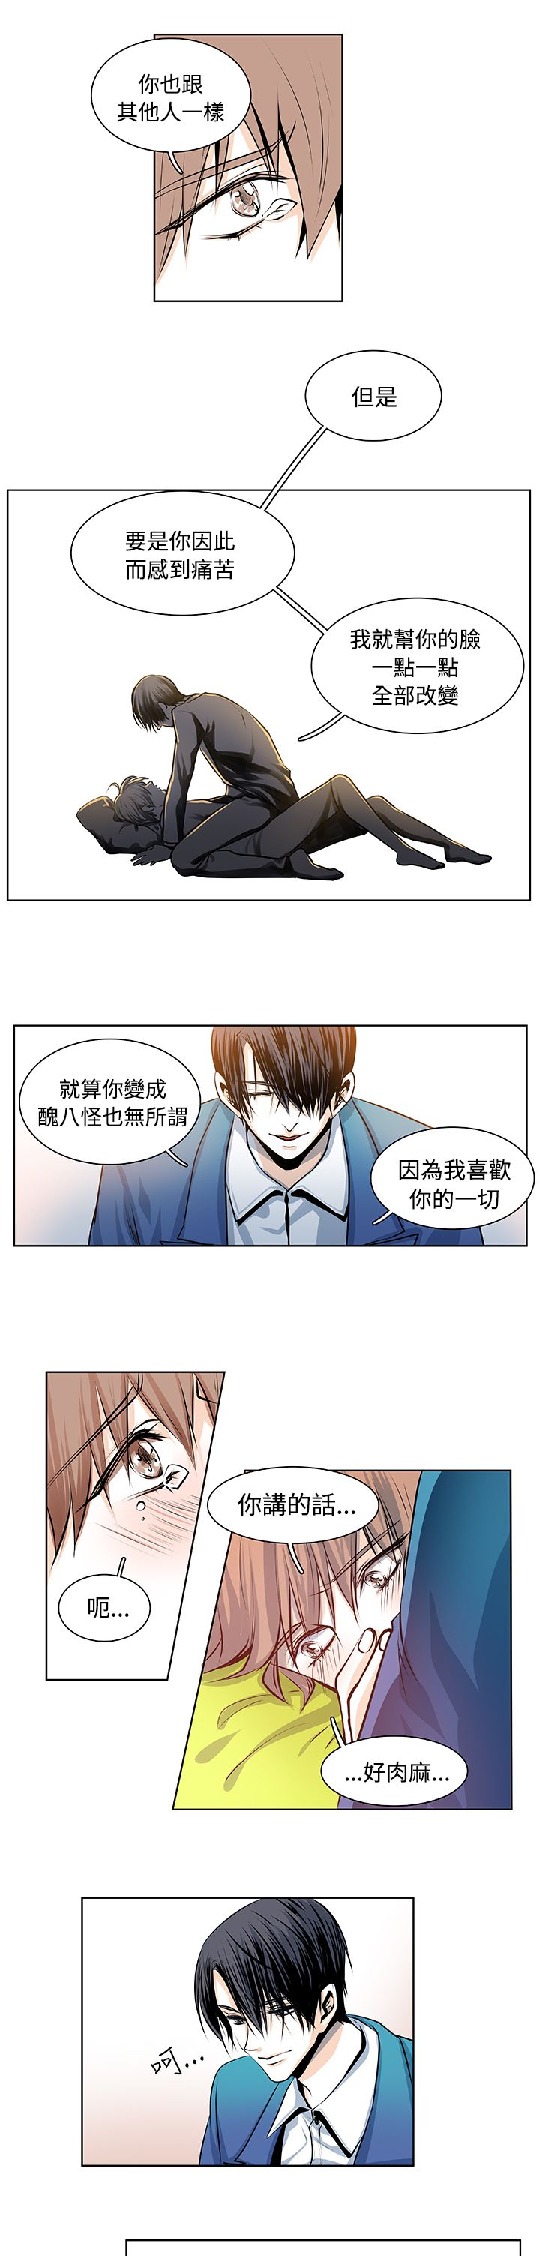 你也跟
其他人一樣
但是
要是你因此
而感到痛苦
我就幫你的臉
一點一點
全部改變
就算你變成
醜八怪也無所謂
因為我喜歡
你的一切
呃...
你講的話...
...好肉麻...
呵...